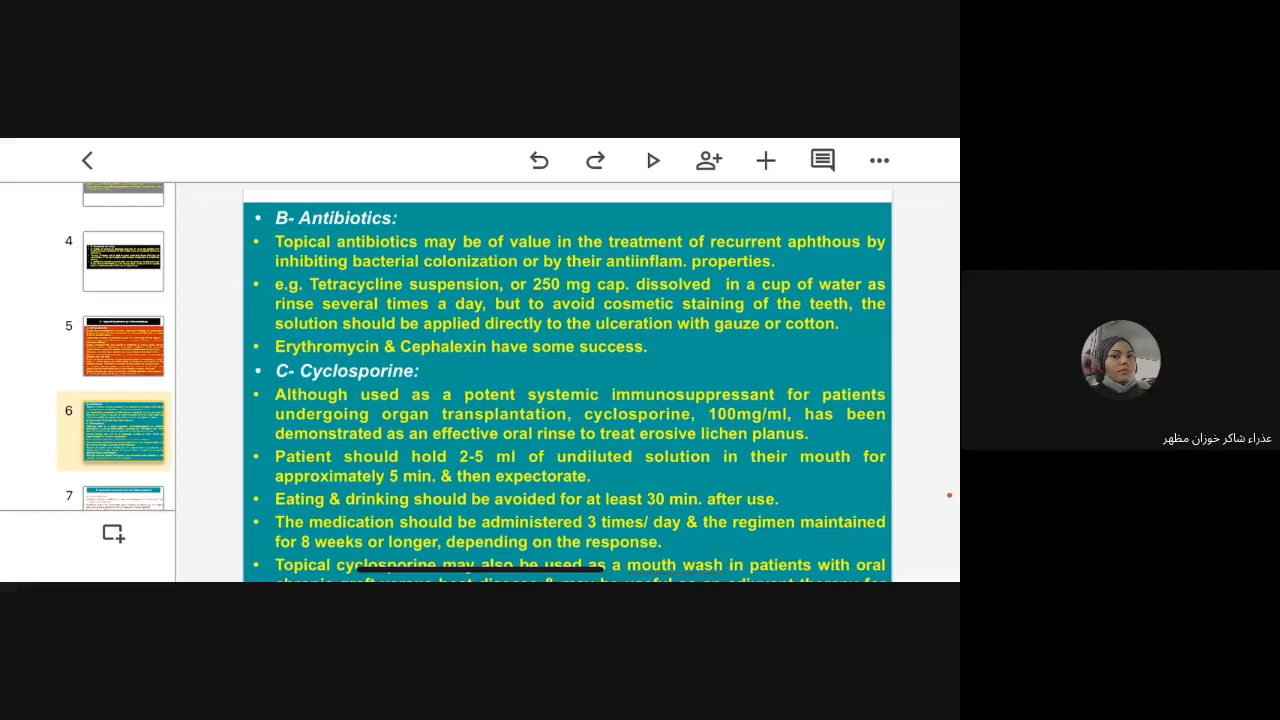 4
5
6
7
• B- Antibiotics:
• Topical antibiotics may be of value in the treatment of recurrent aphthous by
inhibiting bacterial colonization or by their antiinflam. properties.
• e.g. Tetracycline suspension, or 250 mg cap. dissolved in a cup of water as
rinse several times a day, but to avoid cosmetic staining of the teeth, the
solution should be applied directly to the ulceration with gauze or cotton.
• Erythromycin & Cephalexin have some success.
• C- Cyclosporine:
• Although used as a potent systemic immunosuppressant for patients
undergoing organ transplantation, cyclosporine, 100mg/ml, has been
demonstrated as an effective oral rinse to treat erosive lichen planus.
• Patient should hold 2-5 ml of undiluted solution in their mouth for
approximately 5 min. & then expectorate.
• Eating & drinking should be avoided for at least 30 min. after use.
• The medication should be administered 3 times/ day & the regimen maintained
for 8 weeks or longer, depending on the response.
• Topical cyclosporine may also be used as a mouth wash in patients with oral
عذراء شاكر خوزان مظهر